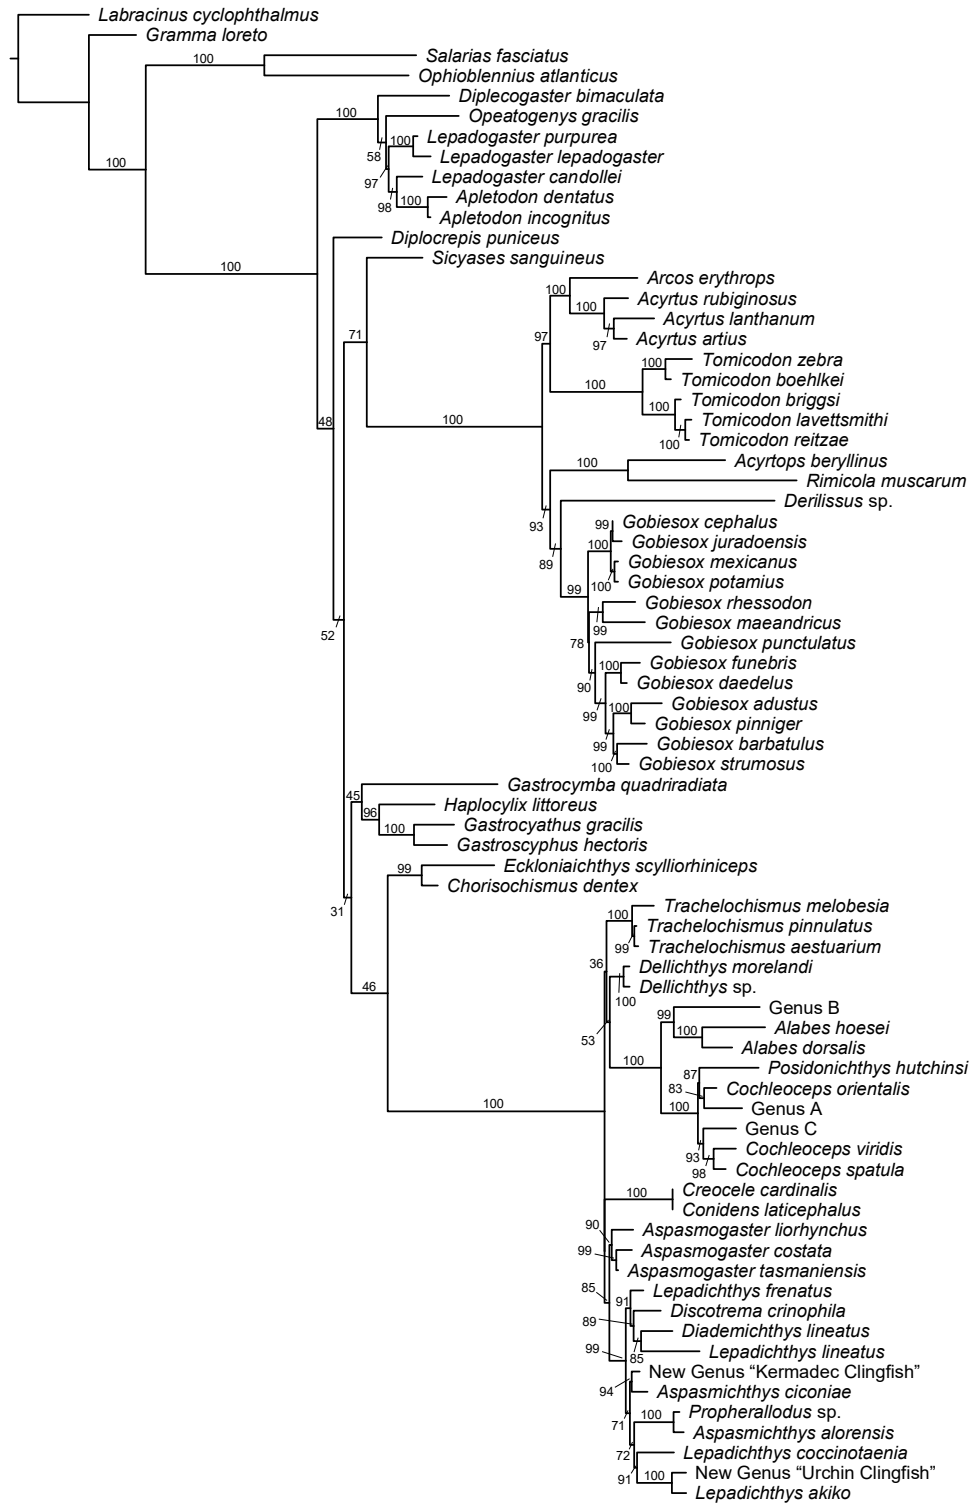 Labracinus cyclophthalmus
Gramma loreto
Salarias fasciatus
100
Ophioblennius atlanticus
Diplecogaster bimaculata
100
Opeatogenys gracilis
Lepadogaster purpurea
100
58
Lepadogaster lepadogaster
100
Lepadogaster candollei
97
Apletodon dentatus
98
100
Apletodon incognitus
Diplocrepis puniceus
Sicyases sanguineus
100
Arcos erythrops
100
Acyrtus rubiginosus
100
Acyrtus lanthanum
71
97
97
Acyrtus artius
Tomicodon zebra
100
Tomicodon boehlkei
100
Tomicodon briggsi
100
Tomicodon lavettsmithi
48
100
100
Tomicodon reitzae
Acyrtops beryllinus
100
Rimicola muscarum
Derilissus sp.
93
99
Gobiesox cephalus
Gobiesox juradoensis
100
89
Gobiesox mexicanus
Gobiesox potamius
100
99
Gobiesox rhessodon
Gobiesox maeandricus
52
99
78
Gobiesox punctulatus
Gobiesox funebris
100
Gobiesox daedelus
90
Gobiesox adustus
99
100
Gobiesox pinniger
Gobiesox barbatulus
99
Gobiesox strumosus
100
Gastrocymba quadriradiata
45
Haplocylix littoreus
96
Gastrocyathus gracilis
100
Gastroscyphus hectoris
Eckloniaichthys scylliorhiniceps
99
Chorisochismus dentex
Trachelochismus melobesia
31
100
Trachelochismus pinnulatus
Trachelochismus aestuarium
99
36
Dellichthys morelandi
46
Dellichthys sp.
100
Genus B
99
Alabes hoesei
100
53
Alabes dorsalis
100
Posidonichthys hutchinsi
87
Cochleoceps orientalis
83
Genus A
100
100
Genus C
Cochleoceps viridis
93
Cochleoceps spatula
98
Creocele cardinalis
100
Conidens laticephalus
90
Aspasmogaster liorhynchus
99
Aspasmogaster costata
Aspasmogaster tasmaniensis
85
Lepadichthys frenatus
91
Discotrema crinophila
89
Diademichthys lineatus
99
Lepadichthys lineatus
85
New Genus “Kermadec Clingfish”
94
Aspasmichthys ciconiae
Propherallodus sp.
71
100
Aspasmichthys alorensis
72
Lepadichthys coccinotaenia
91
New Genus “Urchin Clingfish”
100
Lepadichthys akiko